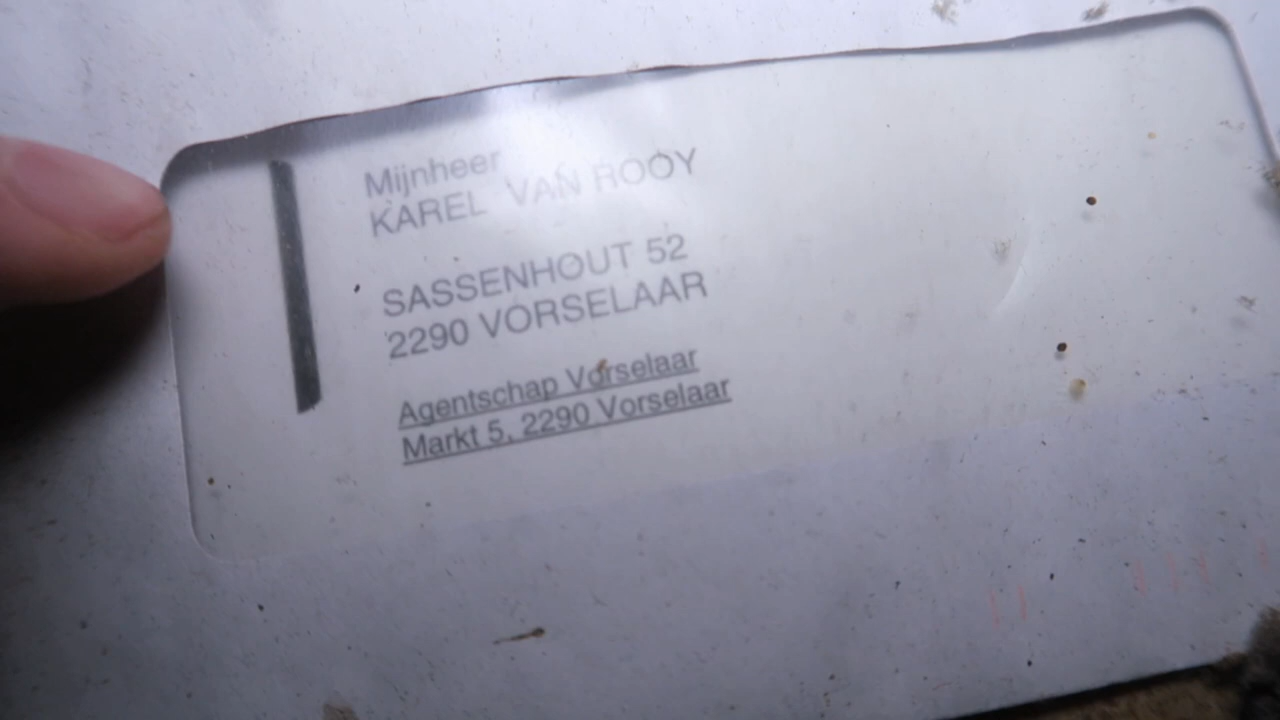 Mijnheer
KAREL VAN ROOY
SASSENHOUT 52
2290 VORSELAAR
Agentschap Vorselaar
Markt 5, 2290 Vorselaar